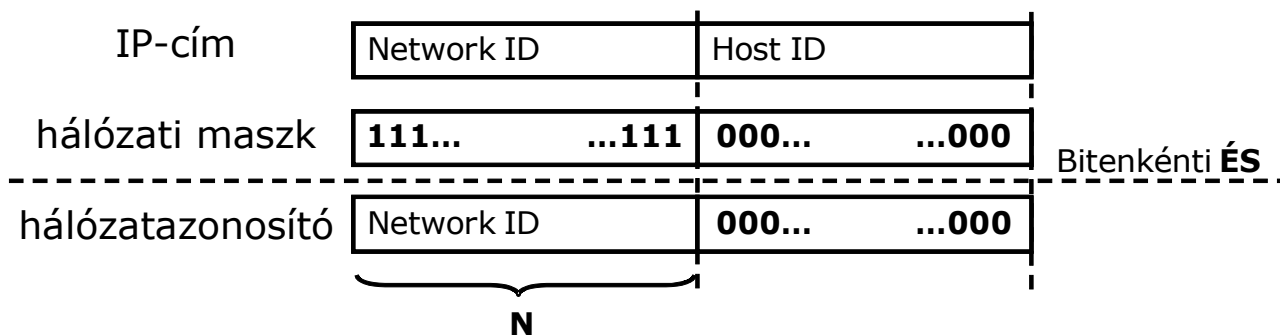 IP-cím Network ID Host ID
hálózati maszk 111... ...111 000... ...000
Bitenkénti ÉS
hálózatazonosító Network ID 000... ...000
N